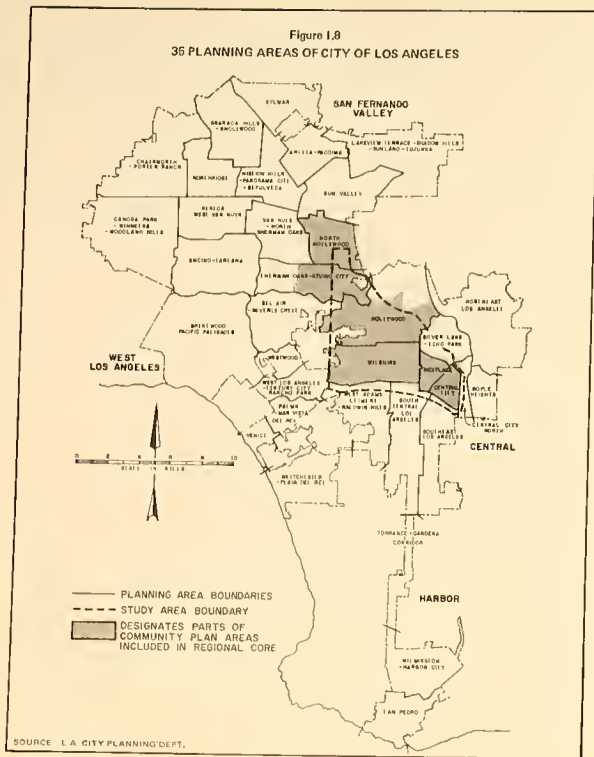 Figure 1.8
35 PLANNING AREAS OF CITY OF LOS ANGELES
SAN FERNANDO
VALLEY
SYLMAR
GRANADA HILLS
- KNOLLWOOD
LAKEVIEW TERRACE - SHADOW HILLS
- SUNLAND - TUJUNGA
ARLETA - PACOIMA
CHATSWORTH
- PORTER RANCH
NORTHRIDGE
MISSION HILLS
- PANORAMA CITY
- SEPULVEDA
SUN VALLEY
CANOGA PARK
- WINNETKA
- WOODLAND HILLS
RESEDA
WEST VAN NUYS
VAN NUYS
- NORTH
SHERMAN OAKS
NORTH
HOLLYWOOD
ENCINO - TARZANA
SHERMAN OAKS - STUDIO CITY
BEL AIR
- BEVERLY CREST
HOLLYWOOD
NORTHEAST
LOS ANGELES
BRENTWOOD
PACIFIC PALISADES
SILVER LAKE
- ECHO PARK
WEST
LOS ANGELES
WESTWOOD
WILSHIRE
WESTLAKE
CENTRAL
CITY
BOYLE
HEIGHTS
WEST LOS ANGELES
- CENTURY CITY
RANCHO PARK
WEST ADAMS
LEIMERT
BALDWIN HILLS
SOUTH
CENTRAL
LOS
ANGELES
CENTRAL CITY
NORTH
PALMS
MAR VISTA
DEL REY
SOUTHEAST
LOS ANGELES
CENTRAL
VENICE
WESTCHESTER
- PLAYA DEL REY
SCALE IN MILES
TORRANCE - GARDENA
CORRIDOR
PLANNING AREA BOUNDARIES
STUDY AREA BOUNDARY
DESIGNATES PARTS OF
COMMUNITY PLAN AREAS
INCLUDED IN REGIONAL CORE
HARBOR
WILMINGTON
- HARBOR CITY
SAN PEDRO
SOURCE: L.A. CITY PLANNING DEPT.